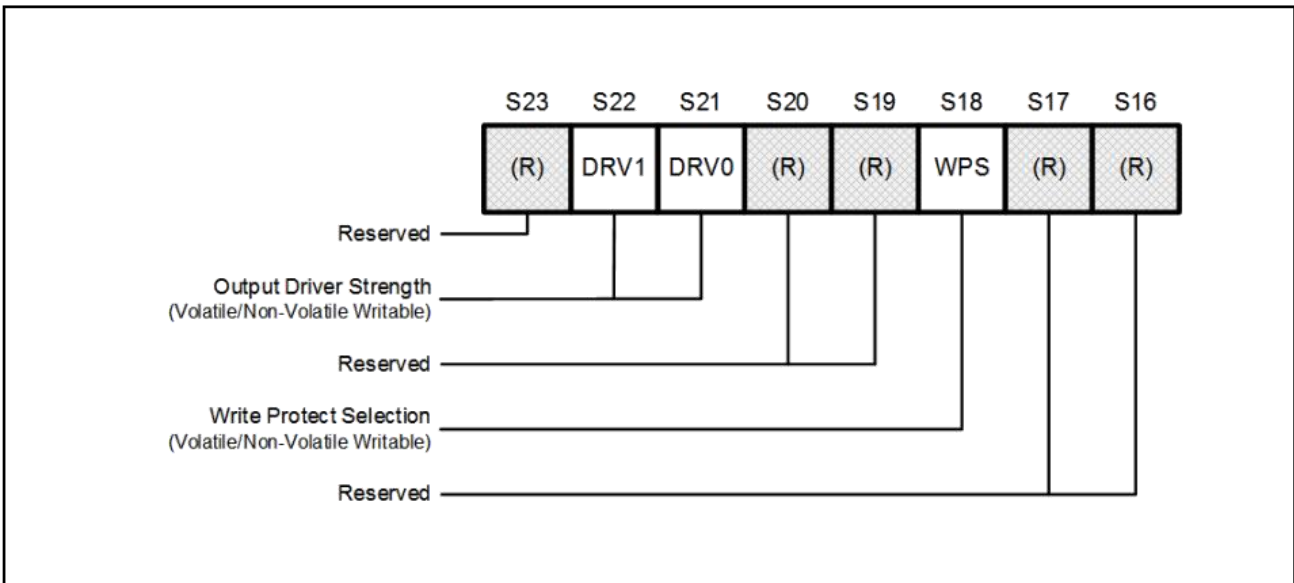 S23 S22 S21 S20 S19 S18 S17 S16
(R) DRV1 DRV0 (R) (R) WPS (R) (R)
Reserved
Output Driver Strength
(Volatile/Non-Volatile Writable)
Reserved
Write Protect Selection
(Volatile/Non-Volatile Writable)
Reserved